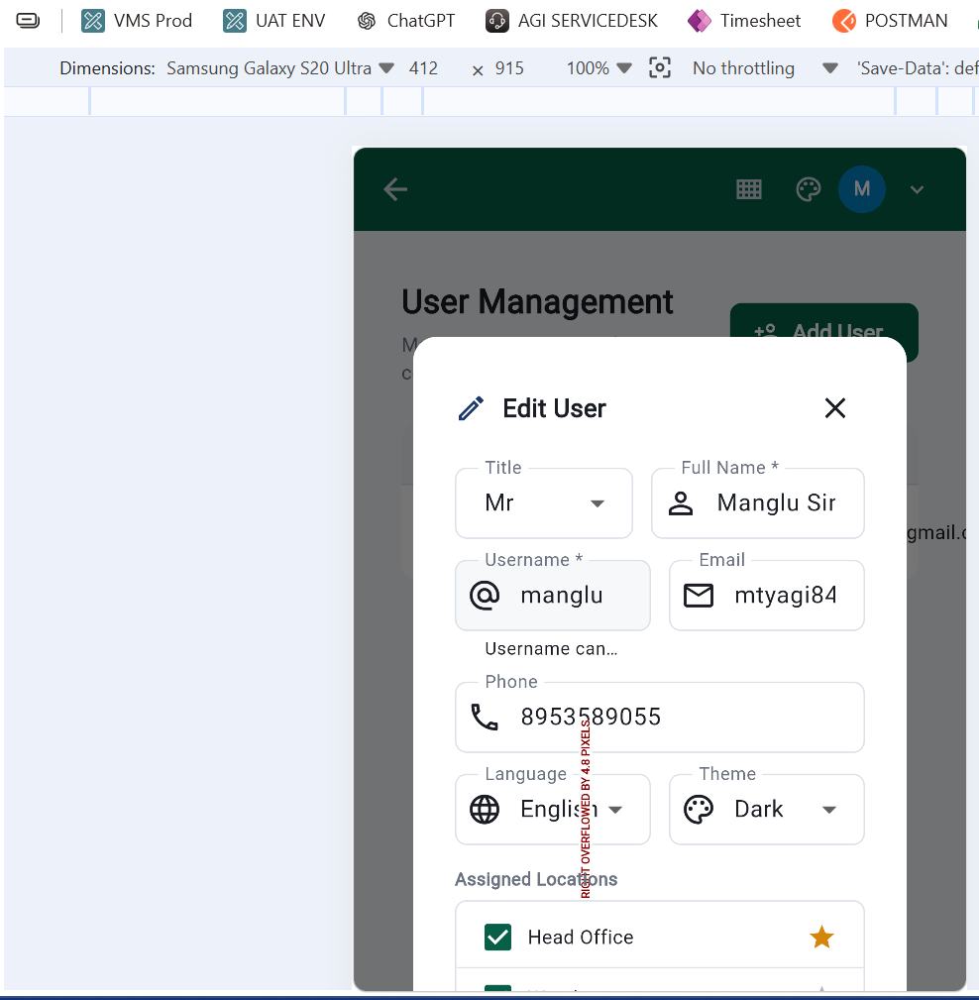 VMS Prod UAT ENV ChatGPT AGI SERVICEDESK Timesheet POSTMAN
Dimensions: Samsung Galaxy S20 Ultra 412 × 915 100% No throttling 'Save-Data': def
M
User Management
Add User
M
c
Edit User
Title Full Name *
Mr Manglu Sir
gmail.c
Username * Email
manglu mtyagi84
Username can...
Phone
8953589055
RIGHT OVERFLOWED BY 4.8 PIXELS
Language Theme
English Dark
Assigned Locations
Head Office